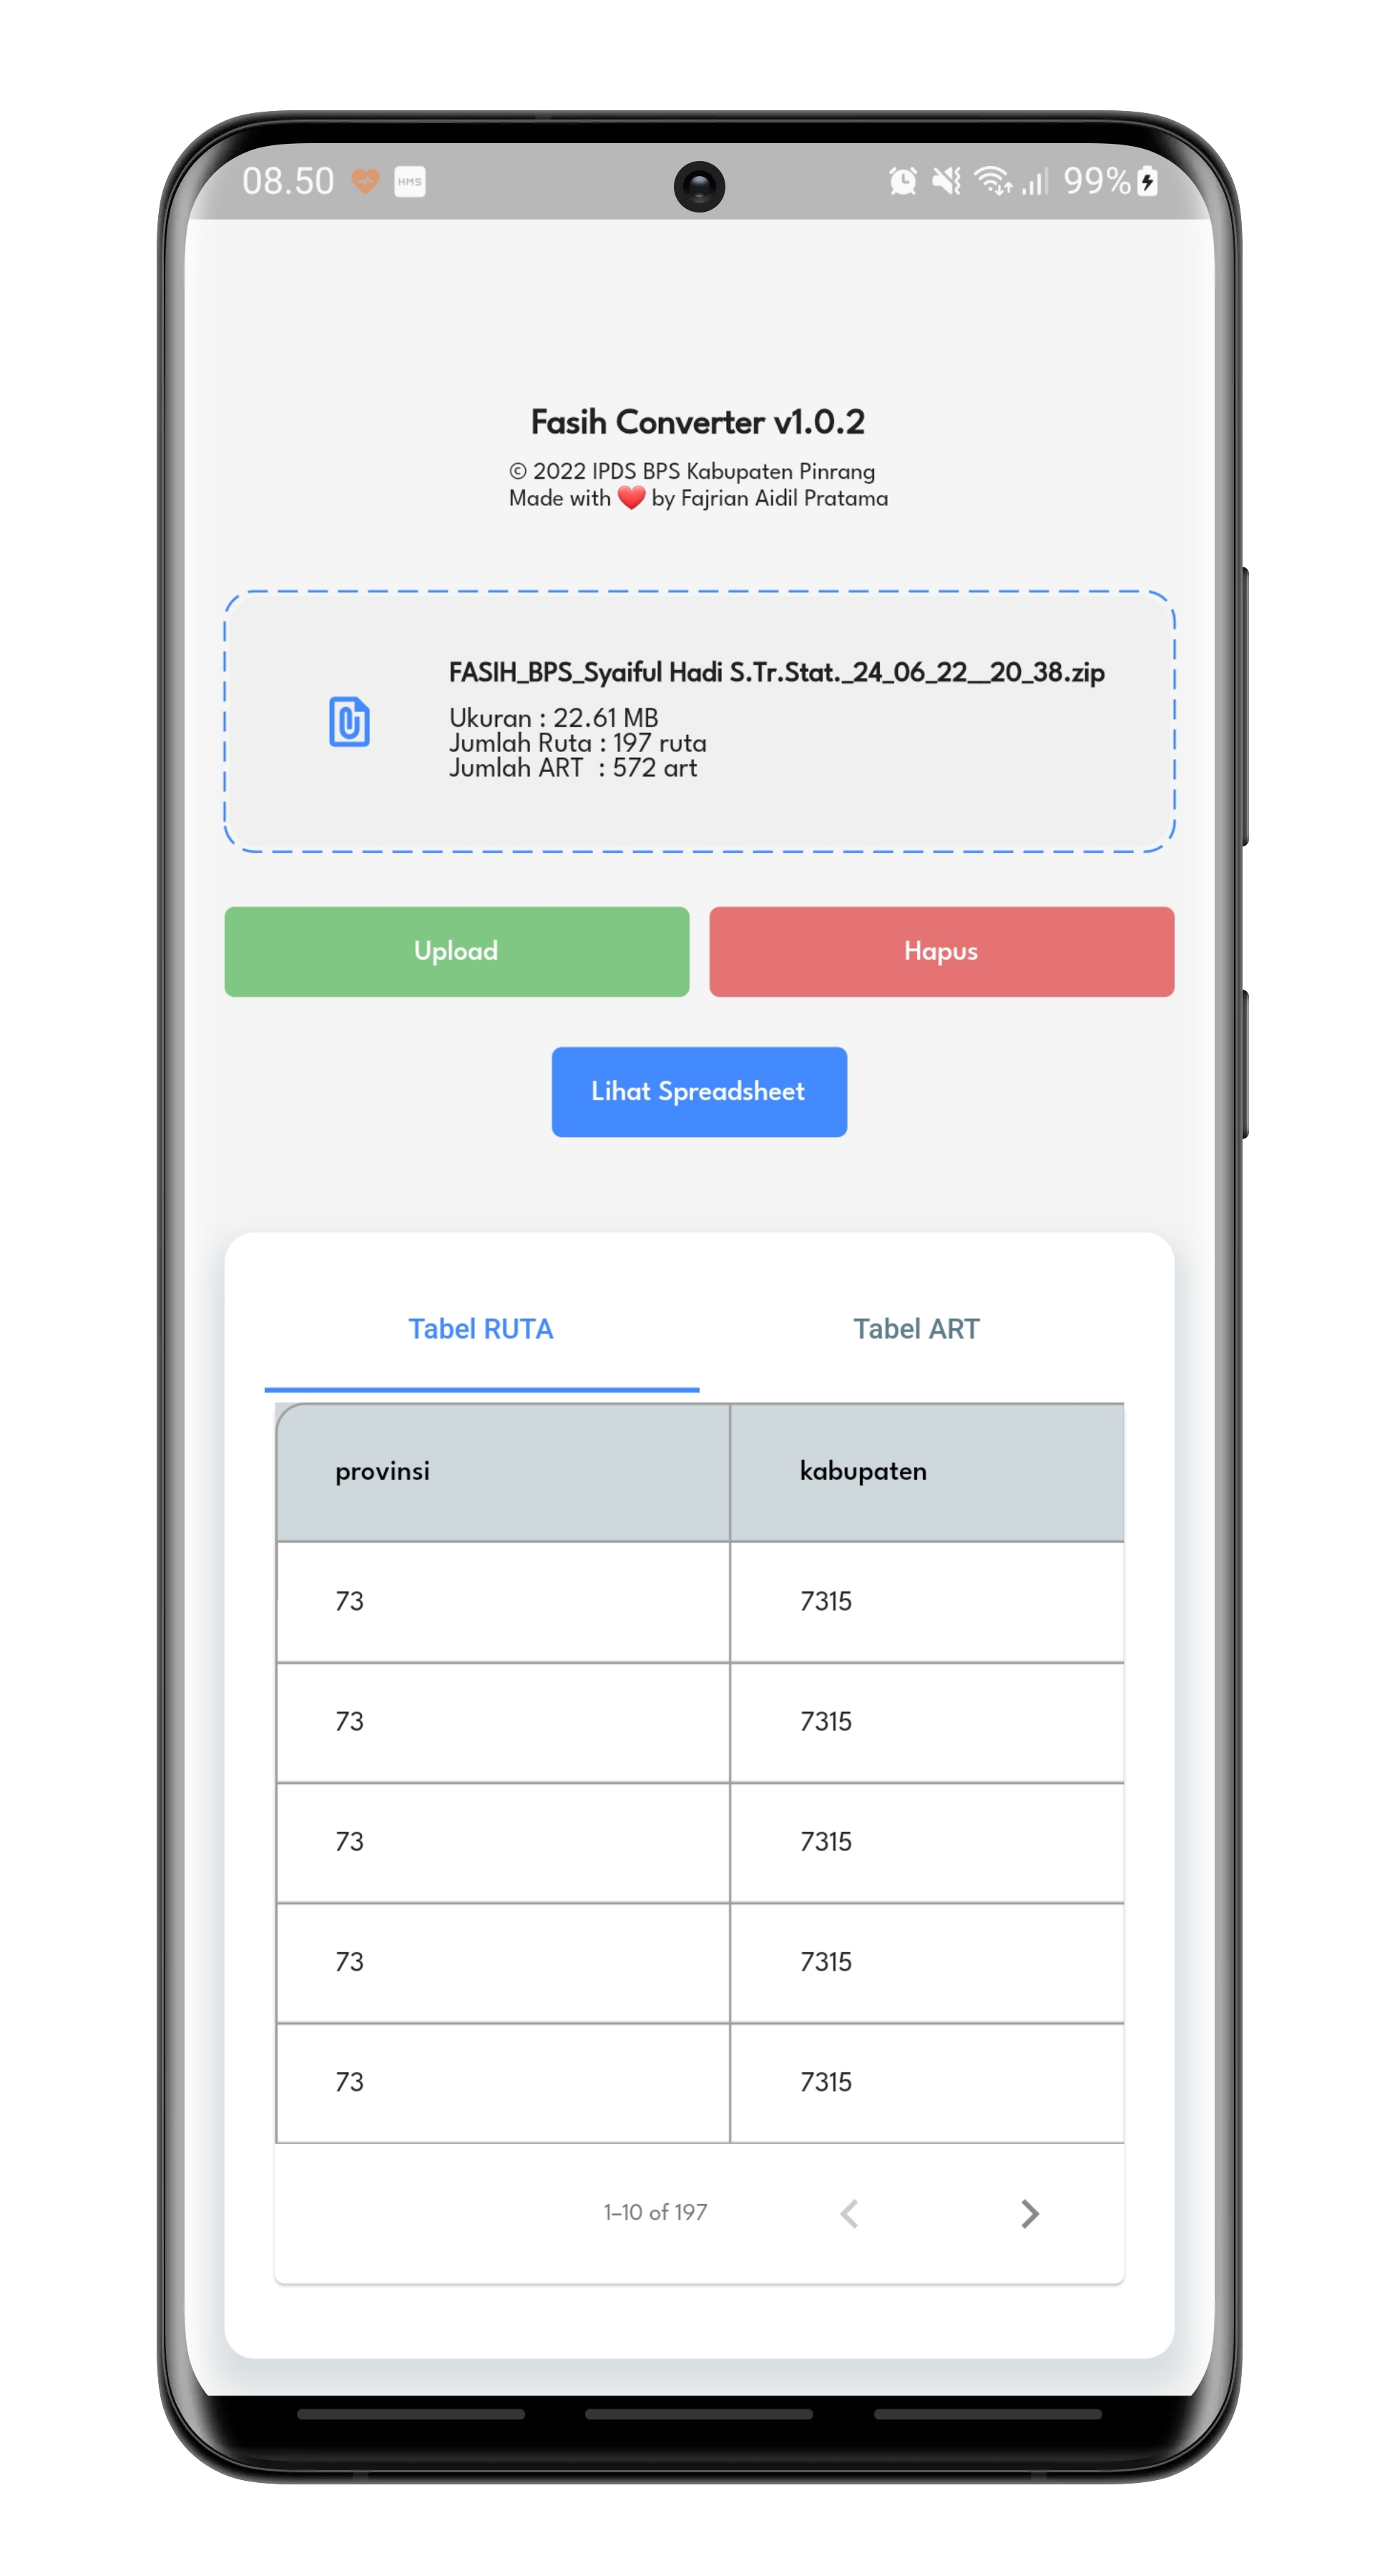 08.50
HMS
99%
Fasih Converter v1.0.2
© 2022 IPDS BPS Kabupaten Pinrang
Made with ❤️ by Fajrian Aidil Pratama
FASIH_BPS_Syaiful Hadi S.Tr.Stat._24_06_22__20_38.zip
Ukuran : 22.61 MB
Jumlah Ruta : 197 ruta
Jumlah ART : 572 art
Upload Hapus
Lihat Spreadsheet
Tabel RUTA Tabel ART
provinsi kabupaten
73 7315
73 7315
73 7315
73 7315
73 7315
1–10 of 197